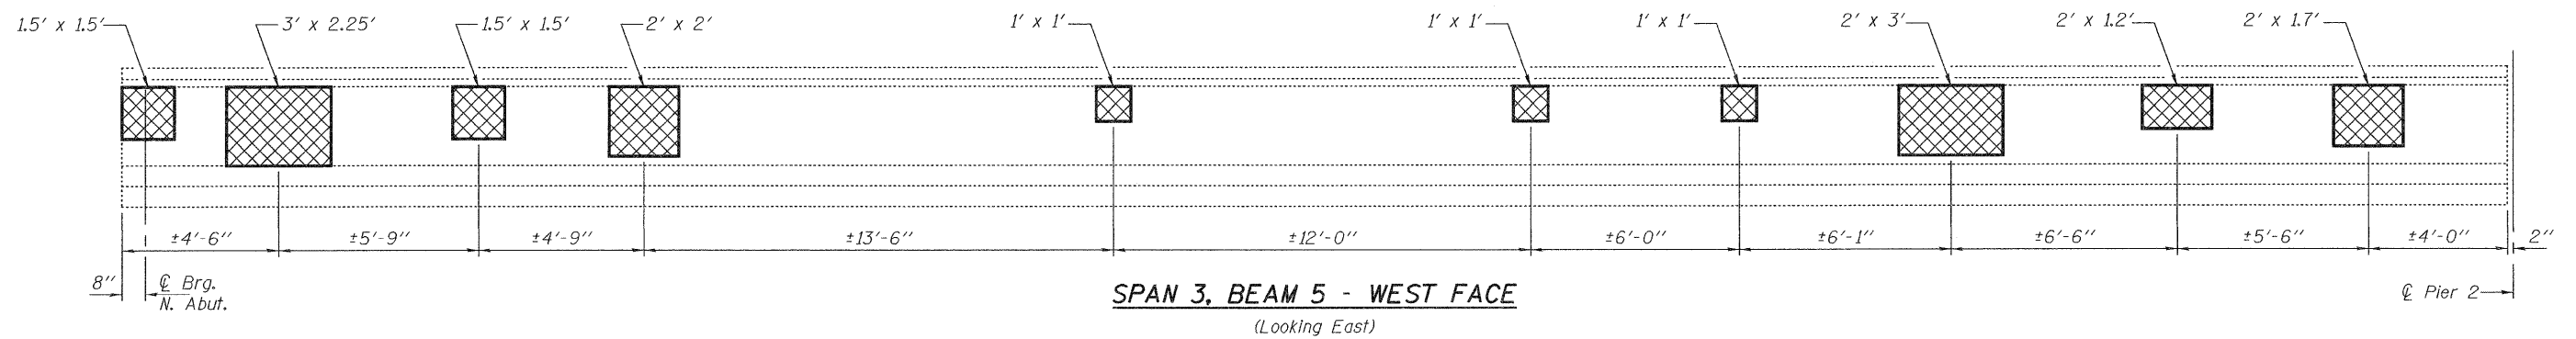 1.5' x 1.5' 3' x 2.25' 1.5' x 1.5' 2' x 2' 1' x 1' 1' x 1' 1' x 1' 2' x 3' 2' x 1.2' 2' x 1.7'
±4'-6" ±5'-9" ±4'-9" ±13'-6" ±12'-0" ±6'-0" ±6'-1" ±6'-6" ±5'-6" ±4'-0" 2"
8" ℄ Brg.
N. Abut.
SPAN 3, BEAM 5 - WEST FACE
℄ Pier 2
(Looking East)